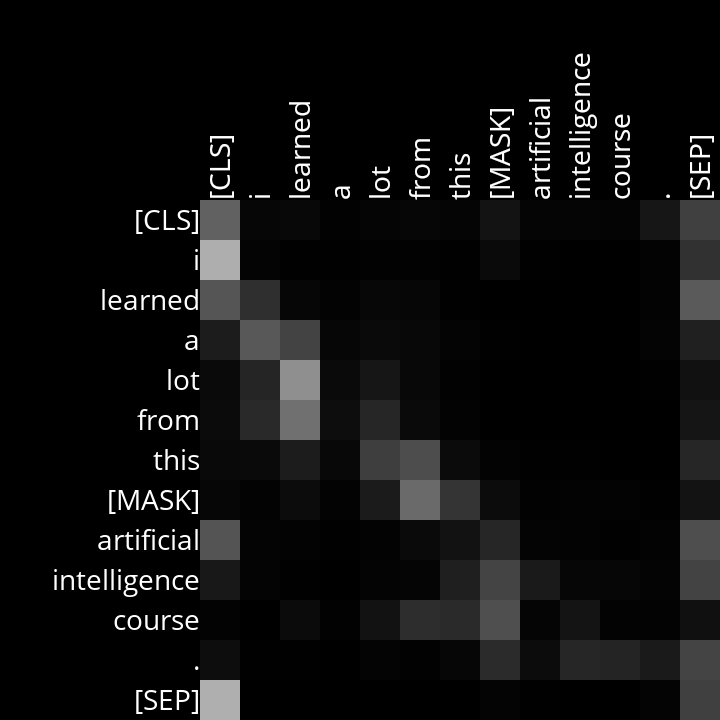 [CLS] i learned a lot from this [MASK] artificial intelligence course . [SEP]
[CLS]
i
learned
a
lot
from
this
[MASK]
artificial
intelligence
course
.
[SEP]